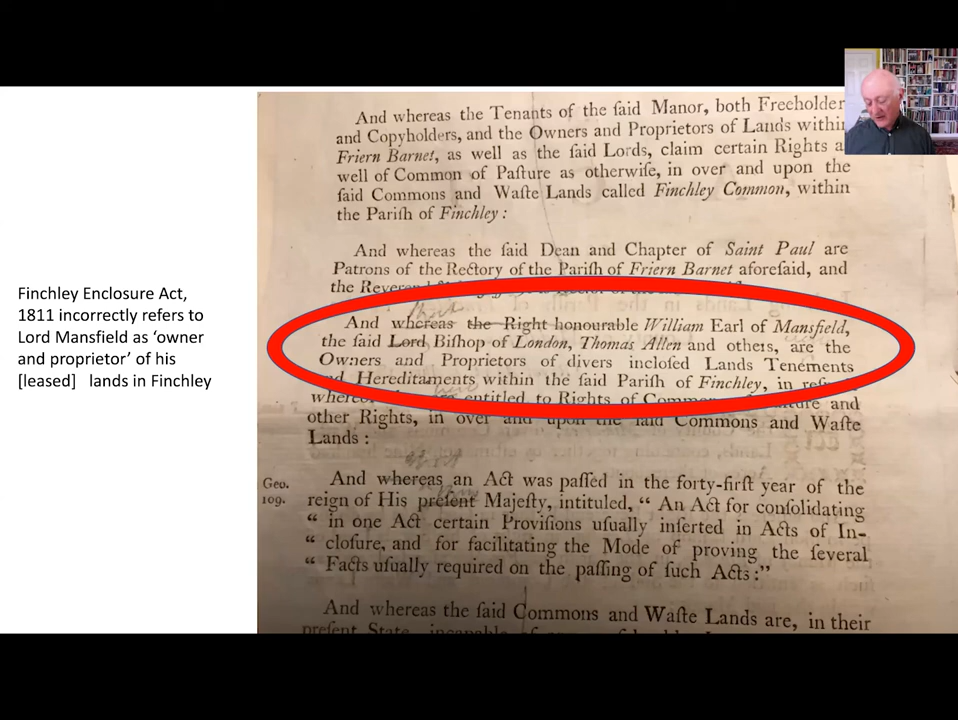 Finchley Enclosure Act,
1811 incorrectly refers to
Lord Mansfield as ‘owner
and proprietor’ of his
[leased] lands in Finchley
And whereas the Tenants of the ſaid Manor, both Freeholder
and Copyholders, and the Owners and Proprietors of Lands within
Friern Barnet, as well as the ſaid Lords, claim certain Rights a
well of Common of Paſture as otherwiſe, in over and upon the
ſaid Commons and Waſte Lands called Finchley Common, within
the Pariſh of Finchley:
And whereas the ſaid Dean and Chapter of Saint Paul are
Patrons of the Rectory of the Pariſh of Friern Barnet aforeſaid, and
the
And whereas the Right honourable William Earl of Mansfield,
the ſaid Lord Biſhop of London, Thomas Allen and others, are the
Owners and Proprietors of divers incloſed Lands Tenements
and Hereditaments within the ſaid Pariſh of Finchley, in
entitled to Rights of and
other Rights, in over and upon the ſaid Commons and Waſte
Lands:
Geo.
109.
And whereas an Act was paſſed in the forty-firſt year of the
reign of His preſent Majeſty, intituled, “ An Act for conſolidating
“ in one Act certain Proviſions uſually inſerted in Acts of In-
“ cloſure, and for facilitating the Mode of proving the ſeveral
“ Facts uſually required on the paſſing of ſuch Acts:”
And whereas the ſaid Commons and Waſte Lands are, in their
preſent State,